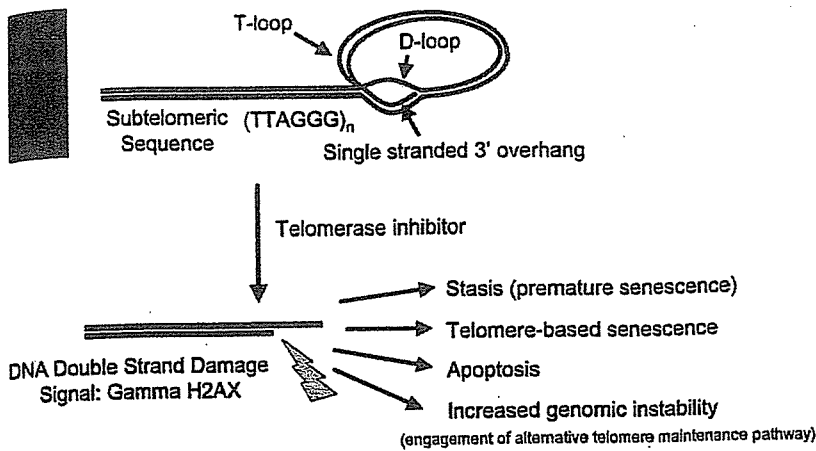 T-loop
D-loop
Subtelomeric (TTAGGG)n
Sequence
Single stranded 3' overhang
Telomerase inhibitor
Stasis (premature senescence)
Telomere-based senescence
DNA Double Strand Damage
Signal: Gamma H2AX
Apoptosis
Increased genomic instability
(engagement of alternative telomere maintenance pathway)